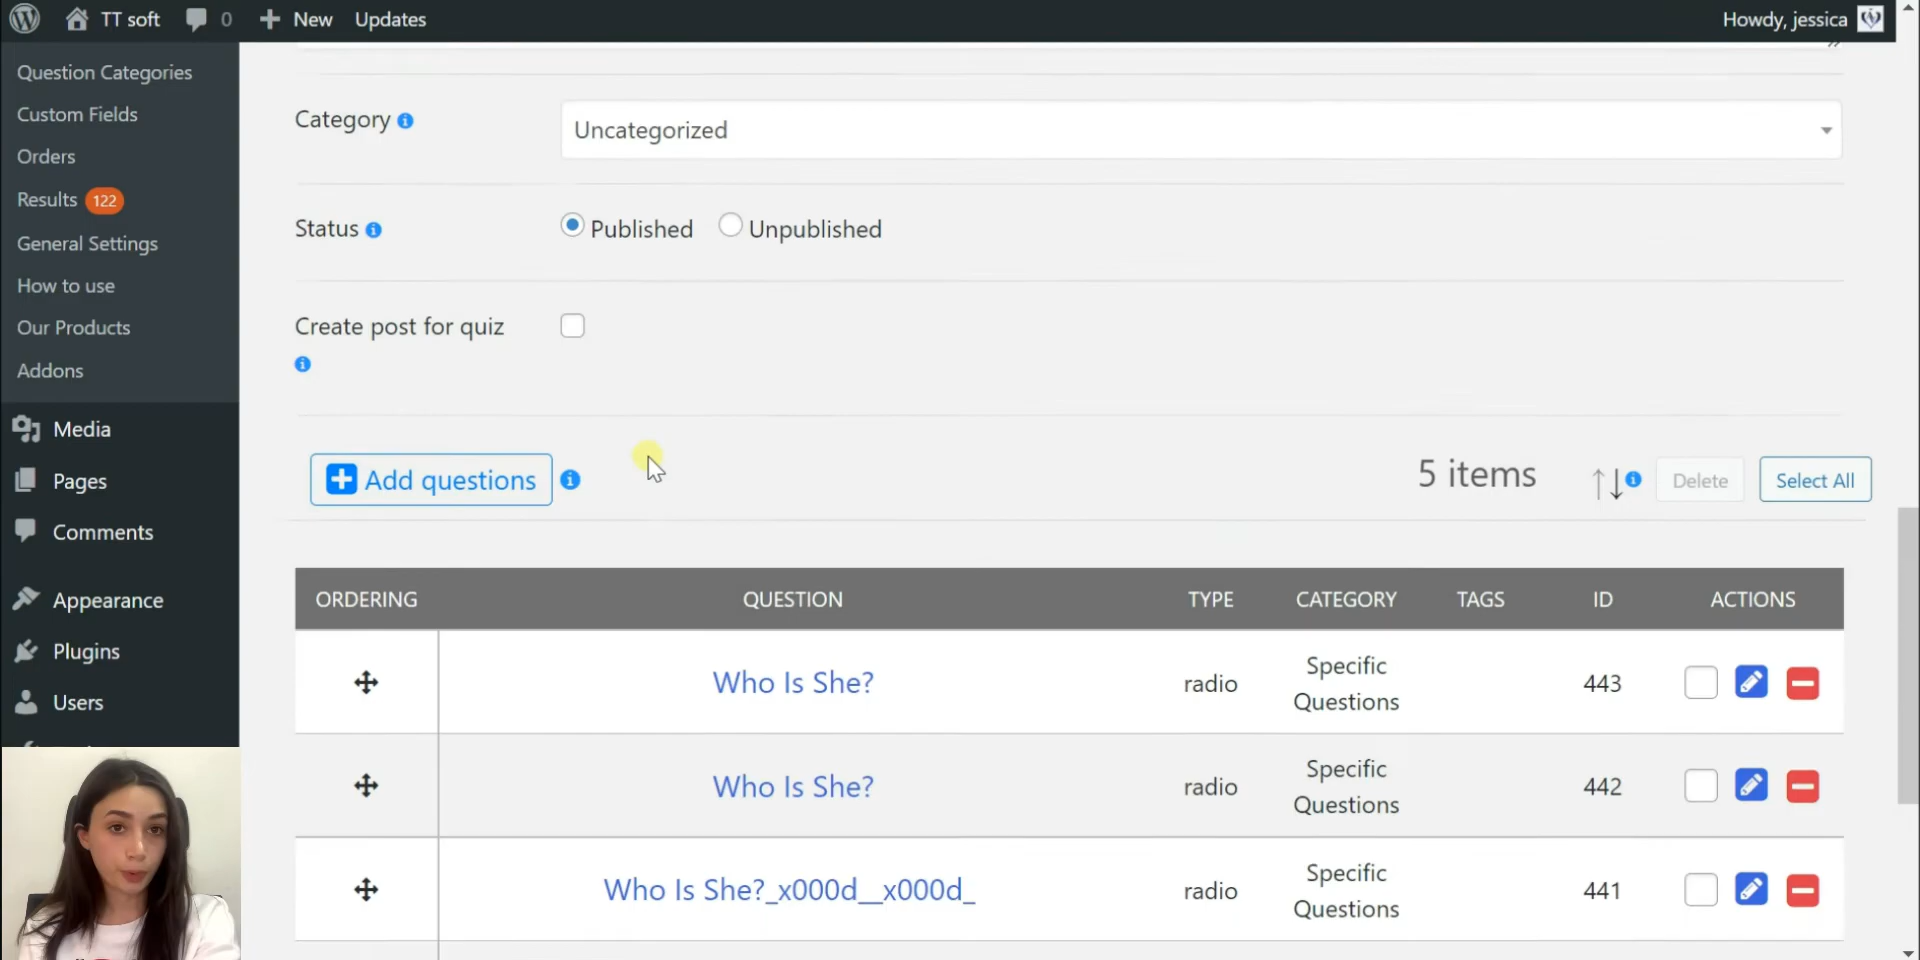 TT soft
0
New
Updates
Howdy, jessica
Question Categories
Custom Fields
Orders
Results 122
General Settings
How to use
Our Products
Addons
Media
Pages
Comments
Appearance
Plugins
Users
Category
Uncategorized
Status
Published
Unpublished
Create post for quiz
Add questions
5 items
Delete
Select All
ORDERING QUESTION TYPE CATEGORY TAGS ID ACTIONS
Who Is She? radio Specific Questions 443
Who Is She? radio Specific Questions 442
Who Is She?_x000d__x000d_ radio Specific Questions 441